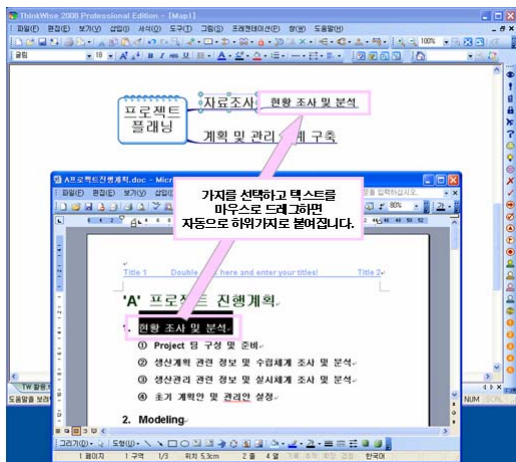 ThinkWise 2008 Professional Edition - [Map1]
파일(F) 편집(E) 보기(V) 삽입(I) 서식(O) 도구(T) 그림(S) 프레젠테이션(P) 창(W) 도움말(H)
100%
굴림 18
프로젝트
플래닝
자료조사
현황 조사 및 분석
계획 및 관리 구축
A프로젝트진행계획.doc - Micr
파일(F) 편집(E) 보기(V) 삽입(I)
80%
가지를 선택하고 텍스트를
마우스로 드래그하면
자동으로 하위가지로 붙여집니다.
Title 1 Double here and enter your titles! Title 2
'A' 프로젝트 진행계획
1. 현황 조사 및 분석
① Project 팀 구성 및 준비
② 생산계획 관련 정보 및 수립체계 조사 및 분석
③ 생산관리 관련 정보 및 실시체계 조사 및 분석
④ 초기 계획안 및 관리안 설정
2. Modeling
TW 활용
도움말을 보려
NUM
그리기(D) 도형(U)
1 페이지 1 구역 1/3 위치 5.3cm 2 줄 4 열 한국어